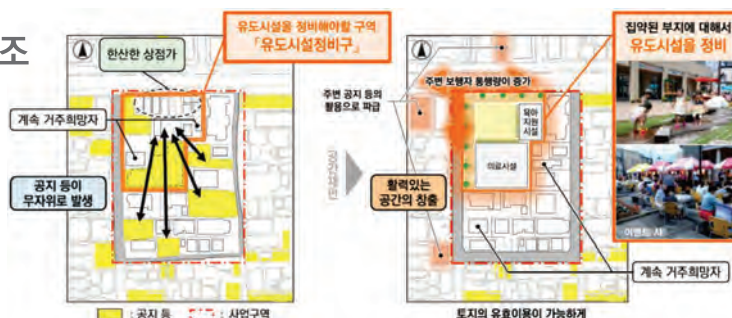 조
한산한 상점가
유도시설을 정비해야할 구역
「유도시설정비구」
계속 거주희망자
공지 등이
무자위로 발생
: 공지 등
: 사업구역
공간재편
주변 보행자 통행량이 증가
주변 공지 등의
활용으로 파급
육아
지원
시설
의료시설
활력있는
공간의 창출
계속 거주희망자
토지의 유효이용이 가능하게
집약된 부지에 대해서
유도시설을 정비